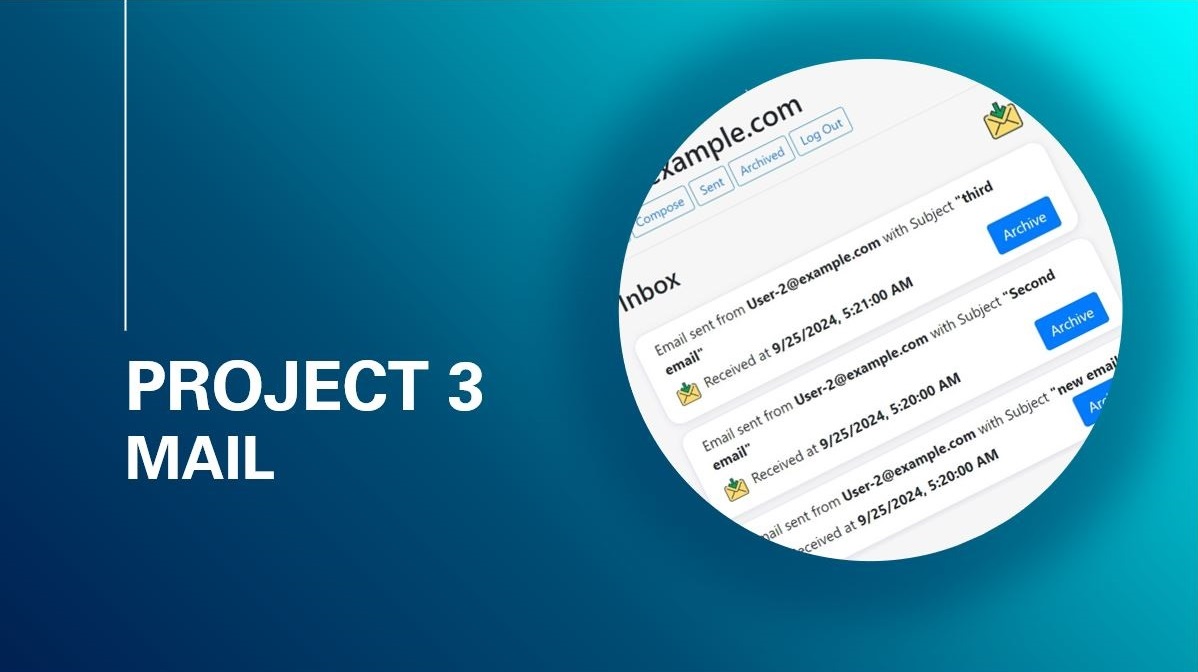 PROJECT 3
MAIL
example.com
Compose
Sent
Archived
Log Out
Inbox
Email sent from User-2@example.com with Subject "third
email"
Received at 9/25/2024, 5:21:00 AM
Archive
Email sent from User-2@example.com with Subject "Second
email"
Received at 9/25/2024, 5:20:00 AM
Archive
Email sent from User-2@example.com with Subject "new email
Received at 9/25/2024, 5:20:00 AM
Arc